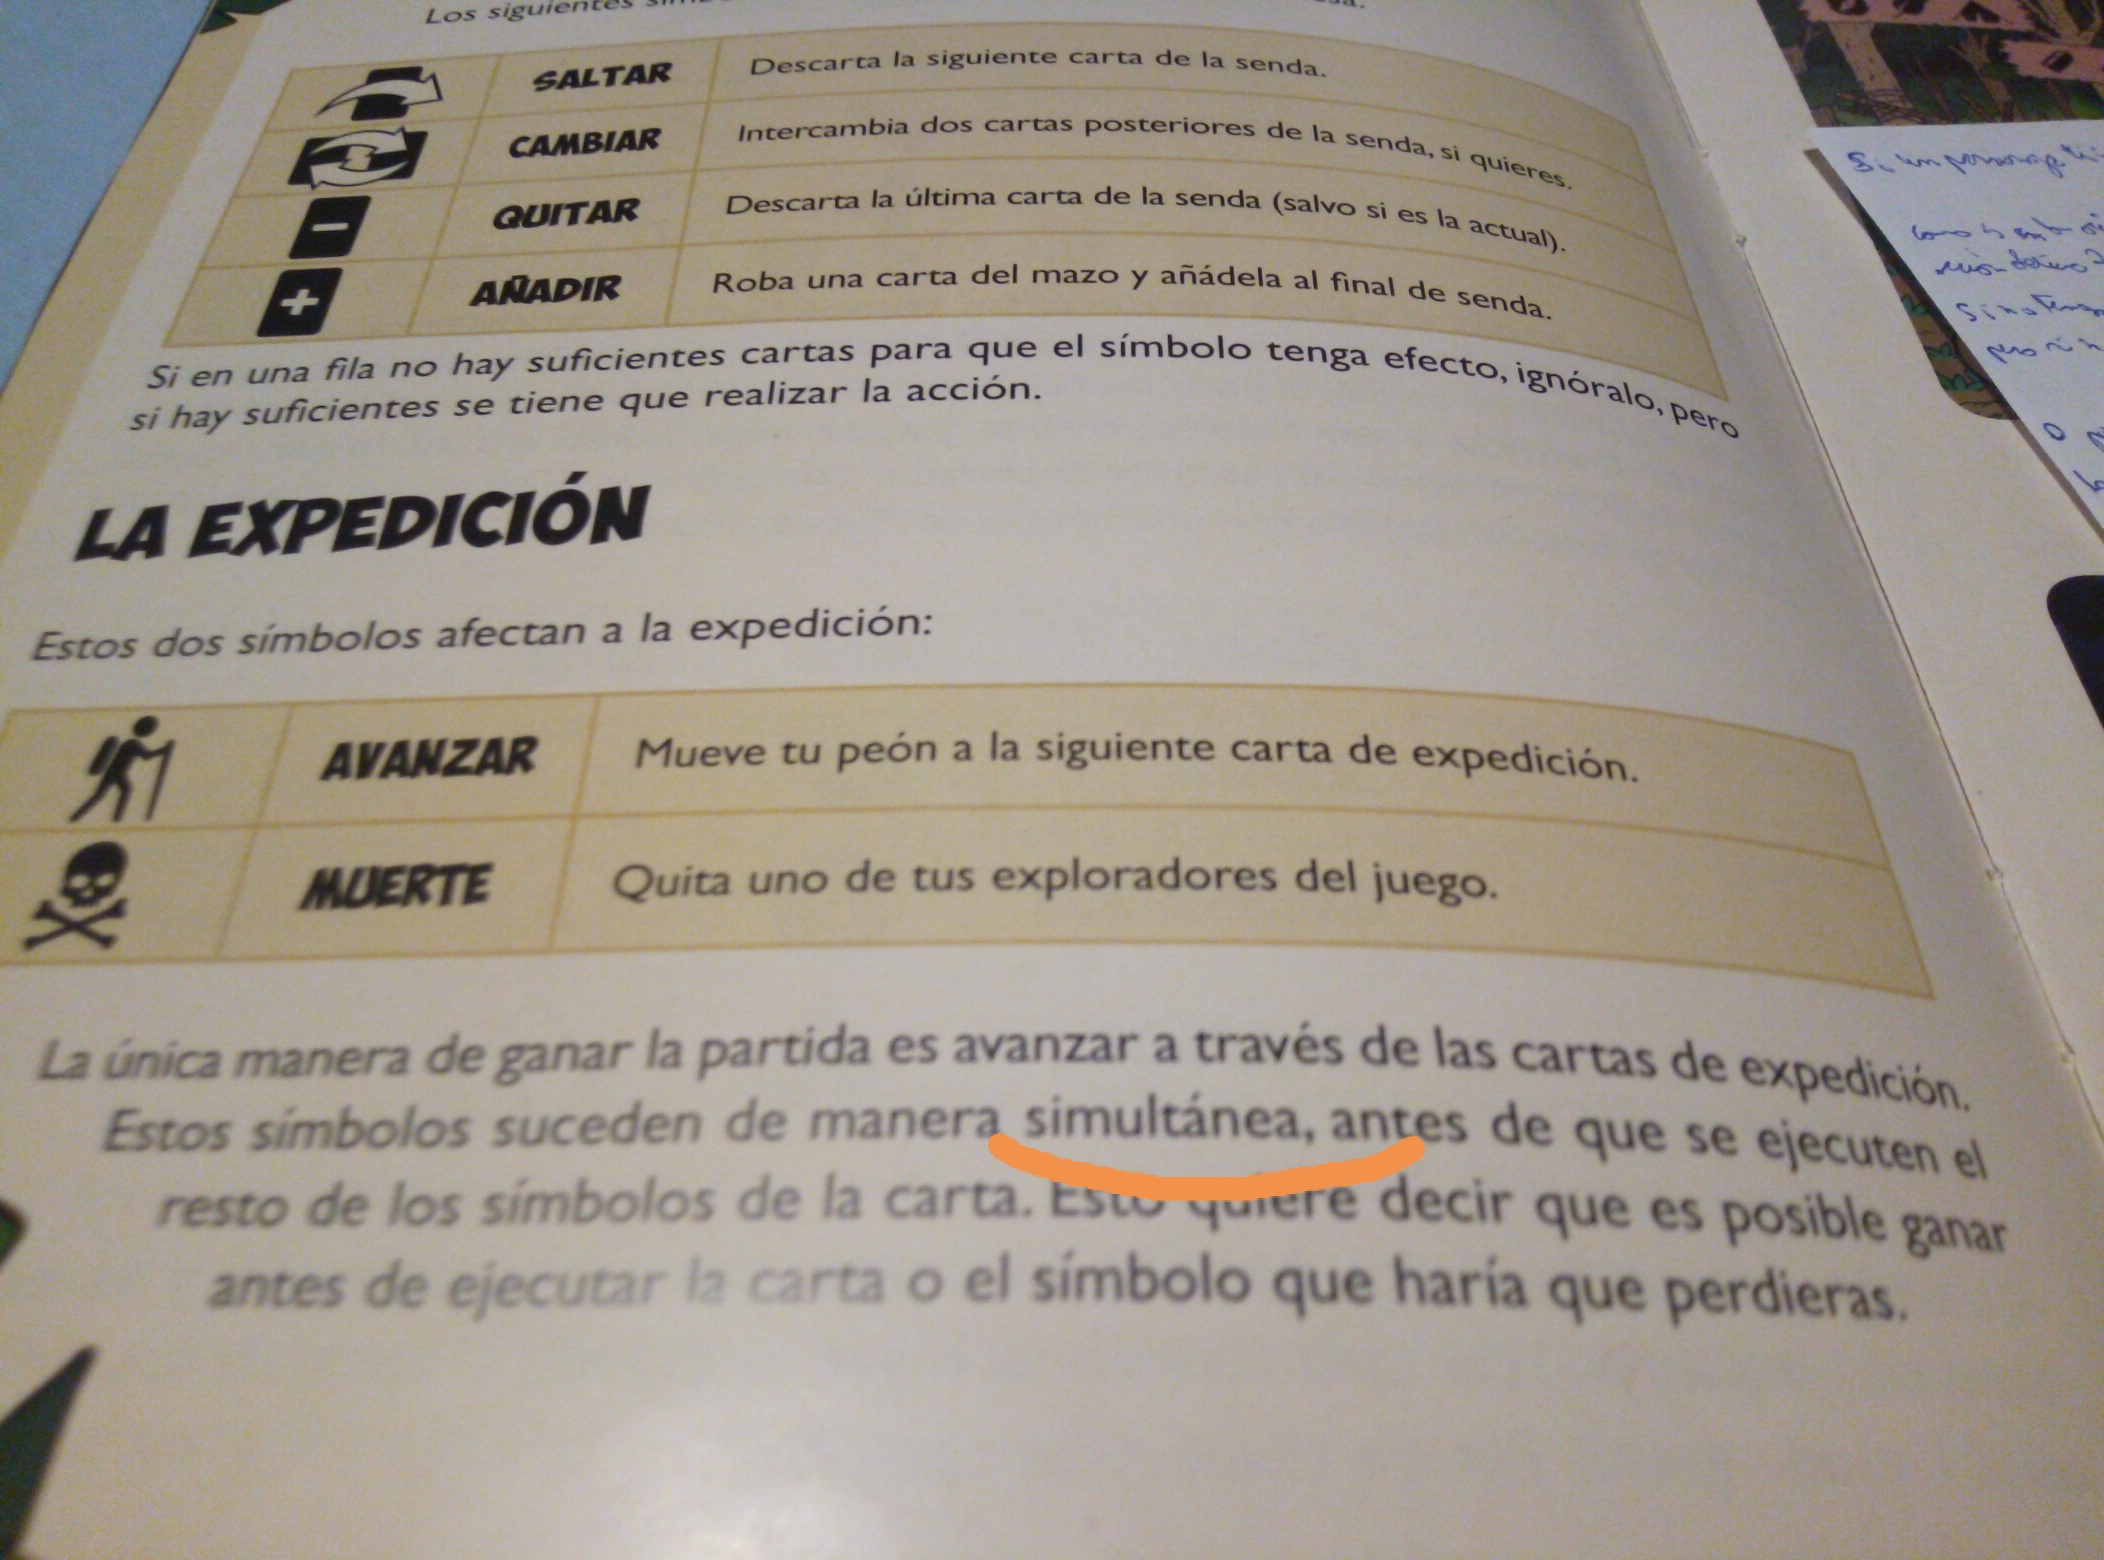 Los siguientes
SALTAR Descarta la siguiente carta de la senda.
CAMBIAR Intercambia dos cartas posteriores de la senda, si quieres.
QUITAR Descarta la última carta de la senda (salvo si es la actual).
AÑADIR Roba una carta del mazo y añádela al final de senda.
Si en una fila no hay suficientes cartas para que el símbolo tenga efecto, ignóralo, pero
si hay suficientes se tiene que realizar la acción.
LA EXPEDICIÓN
Estos dos símbolos afectan a la expedición:
AVANZAR Mueve tu peón a la siguiente carta de expedición.
MUERTE Quita uno de tus exploradores del juego.
La única manera de ganar la partida es avanzar a través de las cartas de expedición.
Estos símbolos suceden de manera simultánea, antes de que se ejecuten el
resto de los símbolos de la carta. Esto quiere decir que es posible ganar
antes de ejecutar la carta o el símbolo que haría que perdieras.
Si un